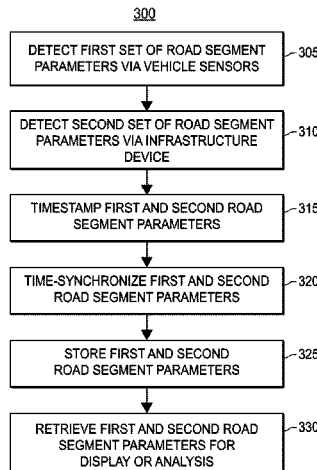 300
DETECT FIRST SET OF ROAD SEGMENT
PARAMETERS VIA VEHICLE SENSORS
305
DETECT SECOND SET OF ROAD SEGMENT
PARAMETERS VIA INFRASTRUCTURE
DEVICE
310
TIMESTAMP FIRST AND SECOND ROAD
SEGMENT PARAMETERS
315
TIME-SYNCHRONIZE FIRST AND SECOND
ROAD SEGMENT PARAMETERS
320
STORE FIRST AND SECOND
ROAD SEGMENT PARAMETERS
325
RETRIEVE FIRST AND SECOND ROAD
SEGMENT PARAMETERS FOR
DISPLAY OR ANALYSIS
330